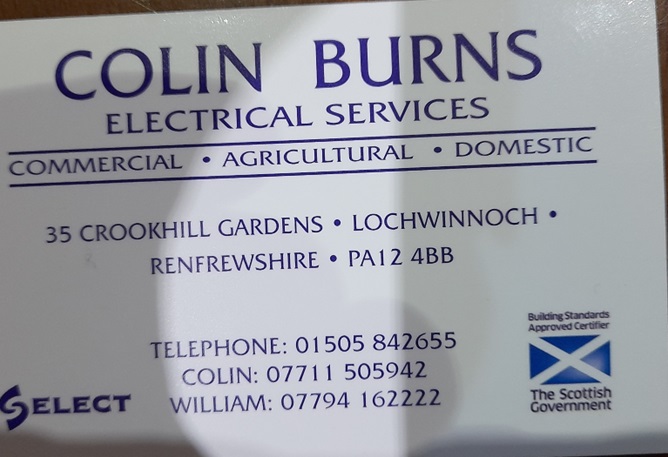 COLIN BURNS
ELECTRICAL SERVICES
COMMERCIAL • AGRICULTURAL • DOMESTIC
35 CROOKHILL GARDENS • LOCHWINNOCH •
RENFREWSHIRE • PA12 4BB
TELEPHONE: 01505 842655
COLIN: 07711 505942
WILLIAM: 07794 162222
SELECT
Building Standards
Approved Certifier
The Scottish
Government